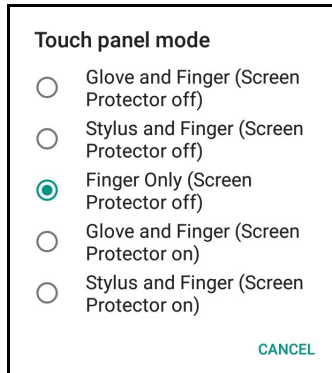 Touch panel mode
Glove and Finger (Screen
Protector off)
Stylus and Finger (Screen
Protector off)
Finger Only (Screen
Protector off)
Glove and Finger (Screen
Protector on)
Stylus and Finger (Screen
Protector on)
CANCEL